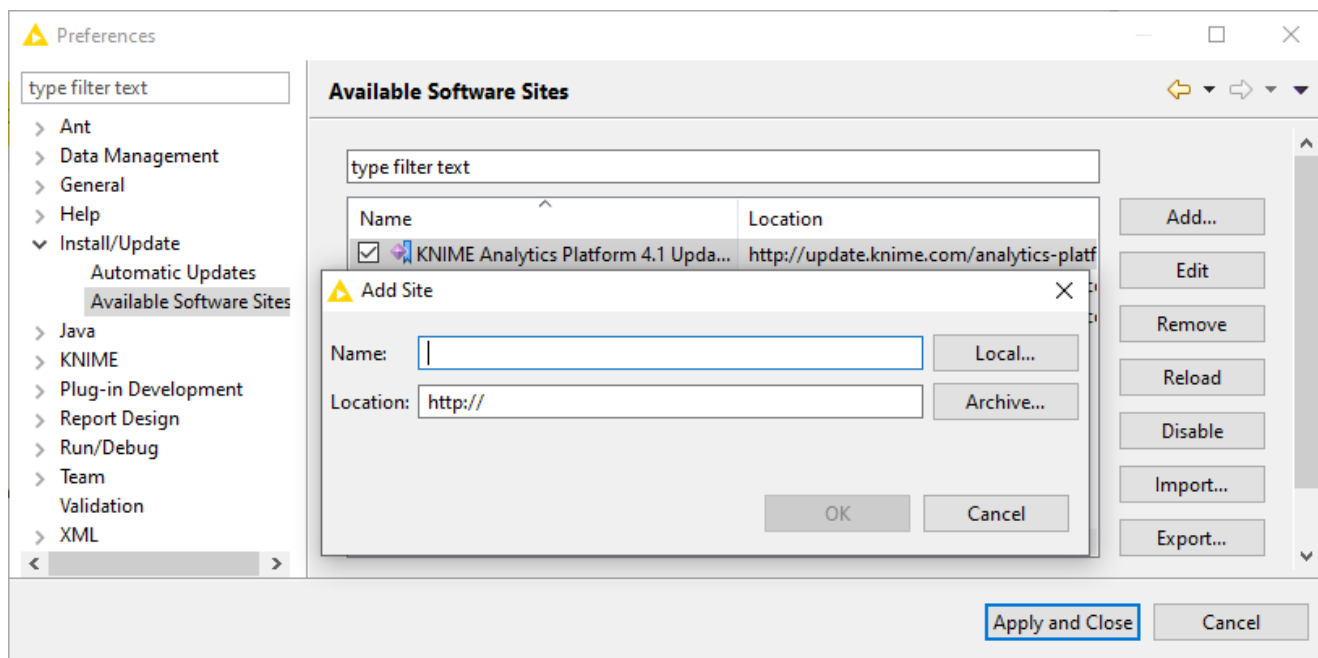 Preferences
type filter text
Ant
Data Management
General
Help
Install/Update
Automatic Updates
Available Software Sites
Java
KNIME
Plug-in Development
Report Design
Run/Debug
Team
Validation
XML
Available Software Sites
type filter text
Name Location
KNIME Analytics Platform 4.1 Upda... http://update.knime.com/analytics-platf
Add...
Edit
Remove
Reload
Disable
Import...
Export...
Add Site
Name: Local...
Location: http:// Archive...
OK Cancel
Apply and Close Cancel